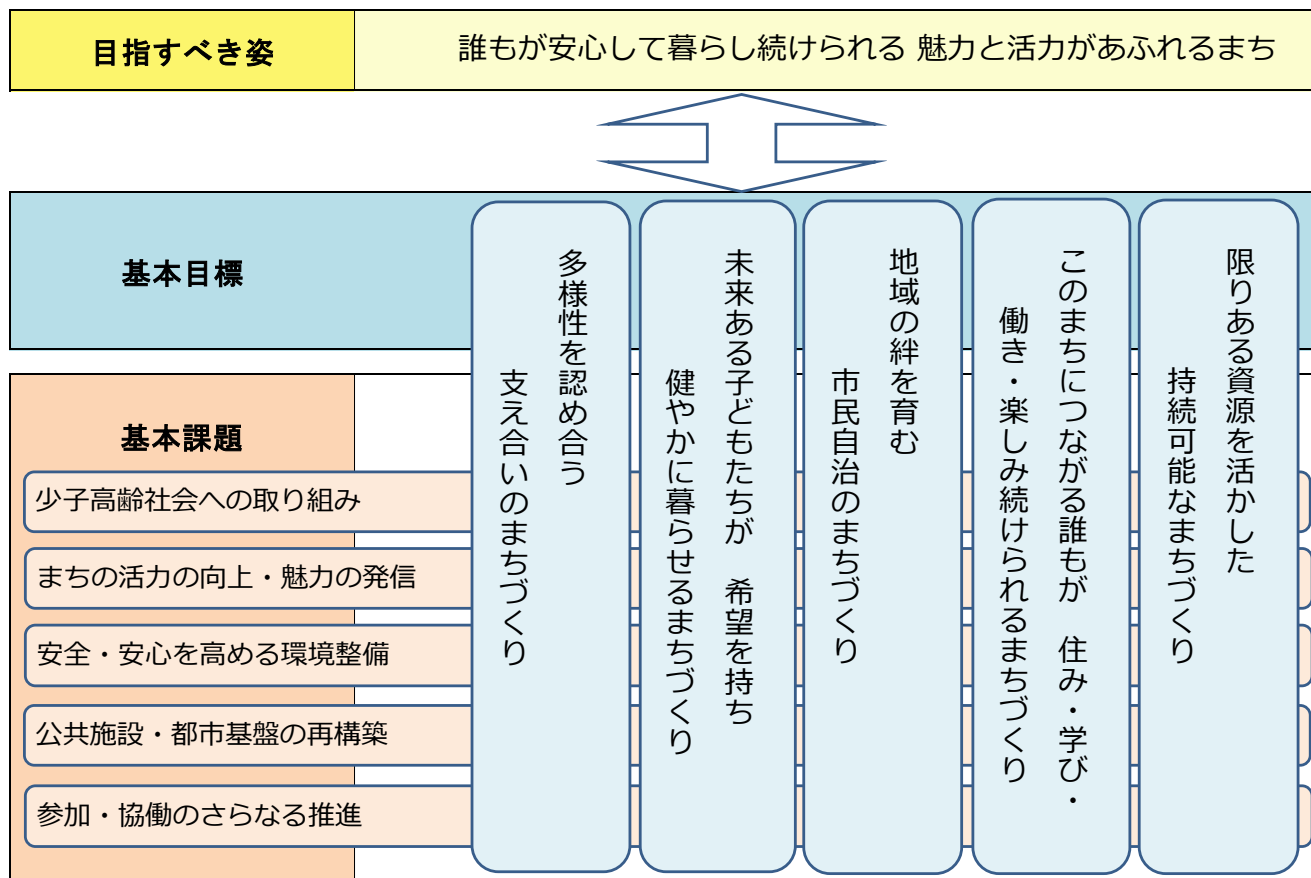 目指すべき姿
誰もが安心して暮らし続けられる 魅力と活力があふれるまち
基本目標
多様性を認め合う
支え合いのまちづくり
未来ある子どもたちが 希望を持ち
健やかに暮らせるまちづくり
地域の絆を育む
市民自治のまちづくり
このまちにつながる誰もが 住み・学び・
働き・楽しみ続けられるまちづくり
限りある資源を活かした
持続可能なまちづくり
基本課題
少子高齢社会への取り組み
まちの活力の向上・魅力の発信
安全・安心を高める環境整備
公共施設・都市基盤の再構築
参加・協働のさらなる推進